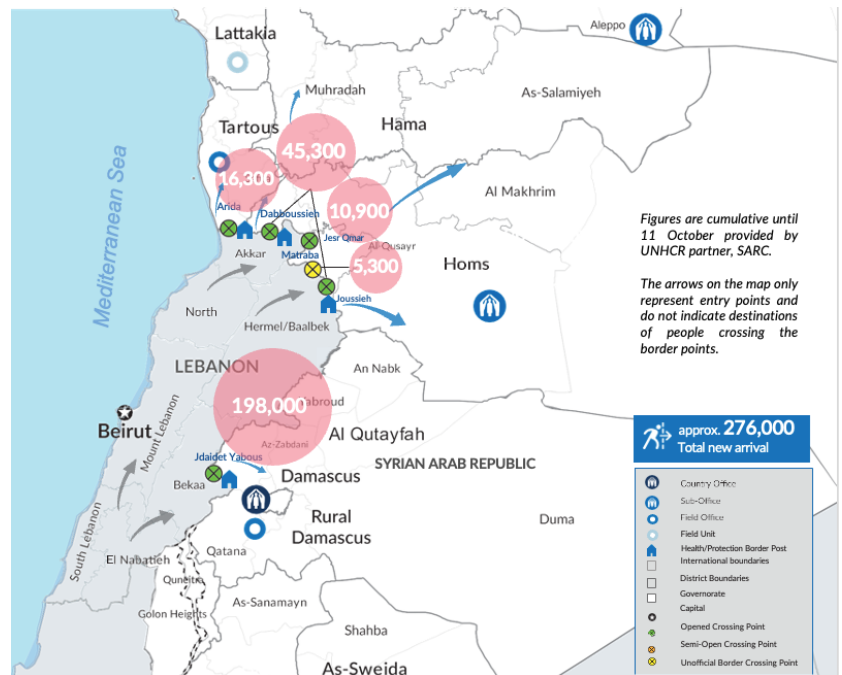 Aleppo
Lattakia
Muhradah
As-Salamiyeh
Tartous
Hama
45,300
16,300
Al Makhrim
10,900
Arida
Dabboussien
Jesr Qmar
Al-Qusayr
Akkar
Matraba
5,300
Homs
Mediterranean Sea
North
Joussieh
Hermel/Baalbek
LEBANON
An Nabk
198,000
Yabroud
Beirut
Mount Lebanon
Al Qutayfah
Az-Zabdani
Jdaidet Yabous
SYRIAN ARAB REPUBLIC
Bekaa
Damascus
Rural
Damascus
Duma
South Lebanon
El Nabatieh
Qatana
Quneitra
Golon Heights
As-Sanamayn
Shahba
As-Sweida
Figures are cumulative until
11 October provided by
UNHCR partner, SARC.
The arrows on the map only
represent entry points and
do not indicate destinations
of people crossing the
border points.
approx. 276,000
Total new arrival
Country Office
Sub-Office
Field Office
Field Unit
Health/Protection Border Post
International boundaries
District Boundaries
Governorate
Capital
Opened Crossing Point
Semi-Open Crossing Point
Unofficial Border Crossing Point